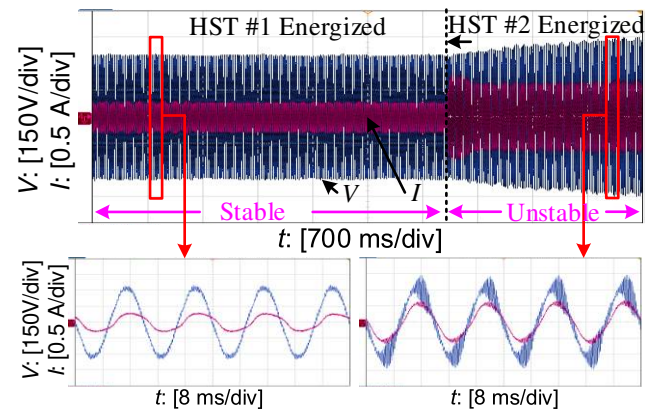 HST #1 Energized
HST #2 Energized
V: [150V/div]
I: [0.5 A/div]
V
I
Stable
Unstable
t: [700 ms/div]
V: [150V/div]
I: [0.5 A/div]
t: [8 ms/div]
t: [8 ms/div]